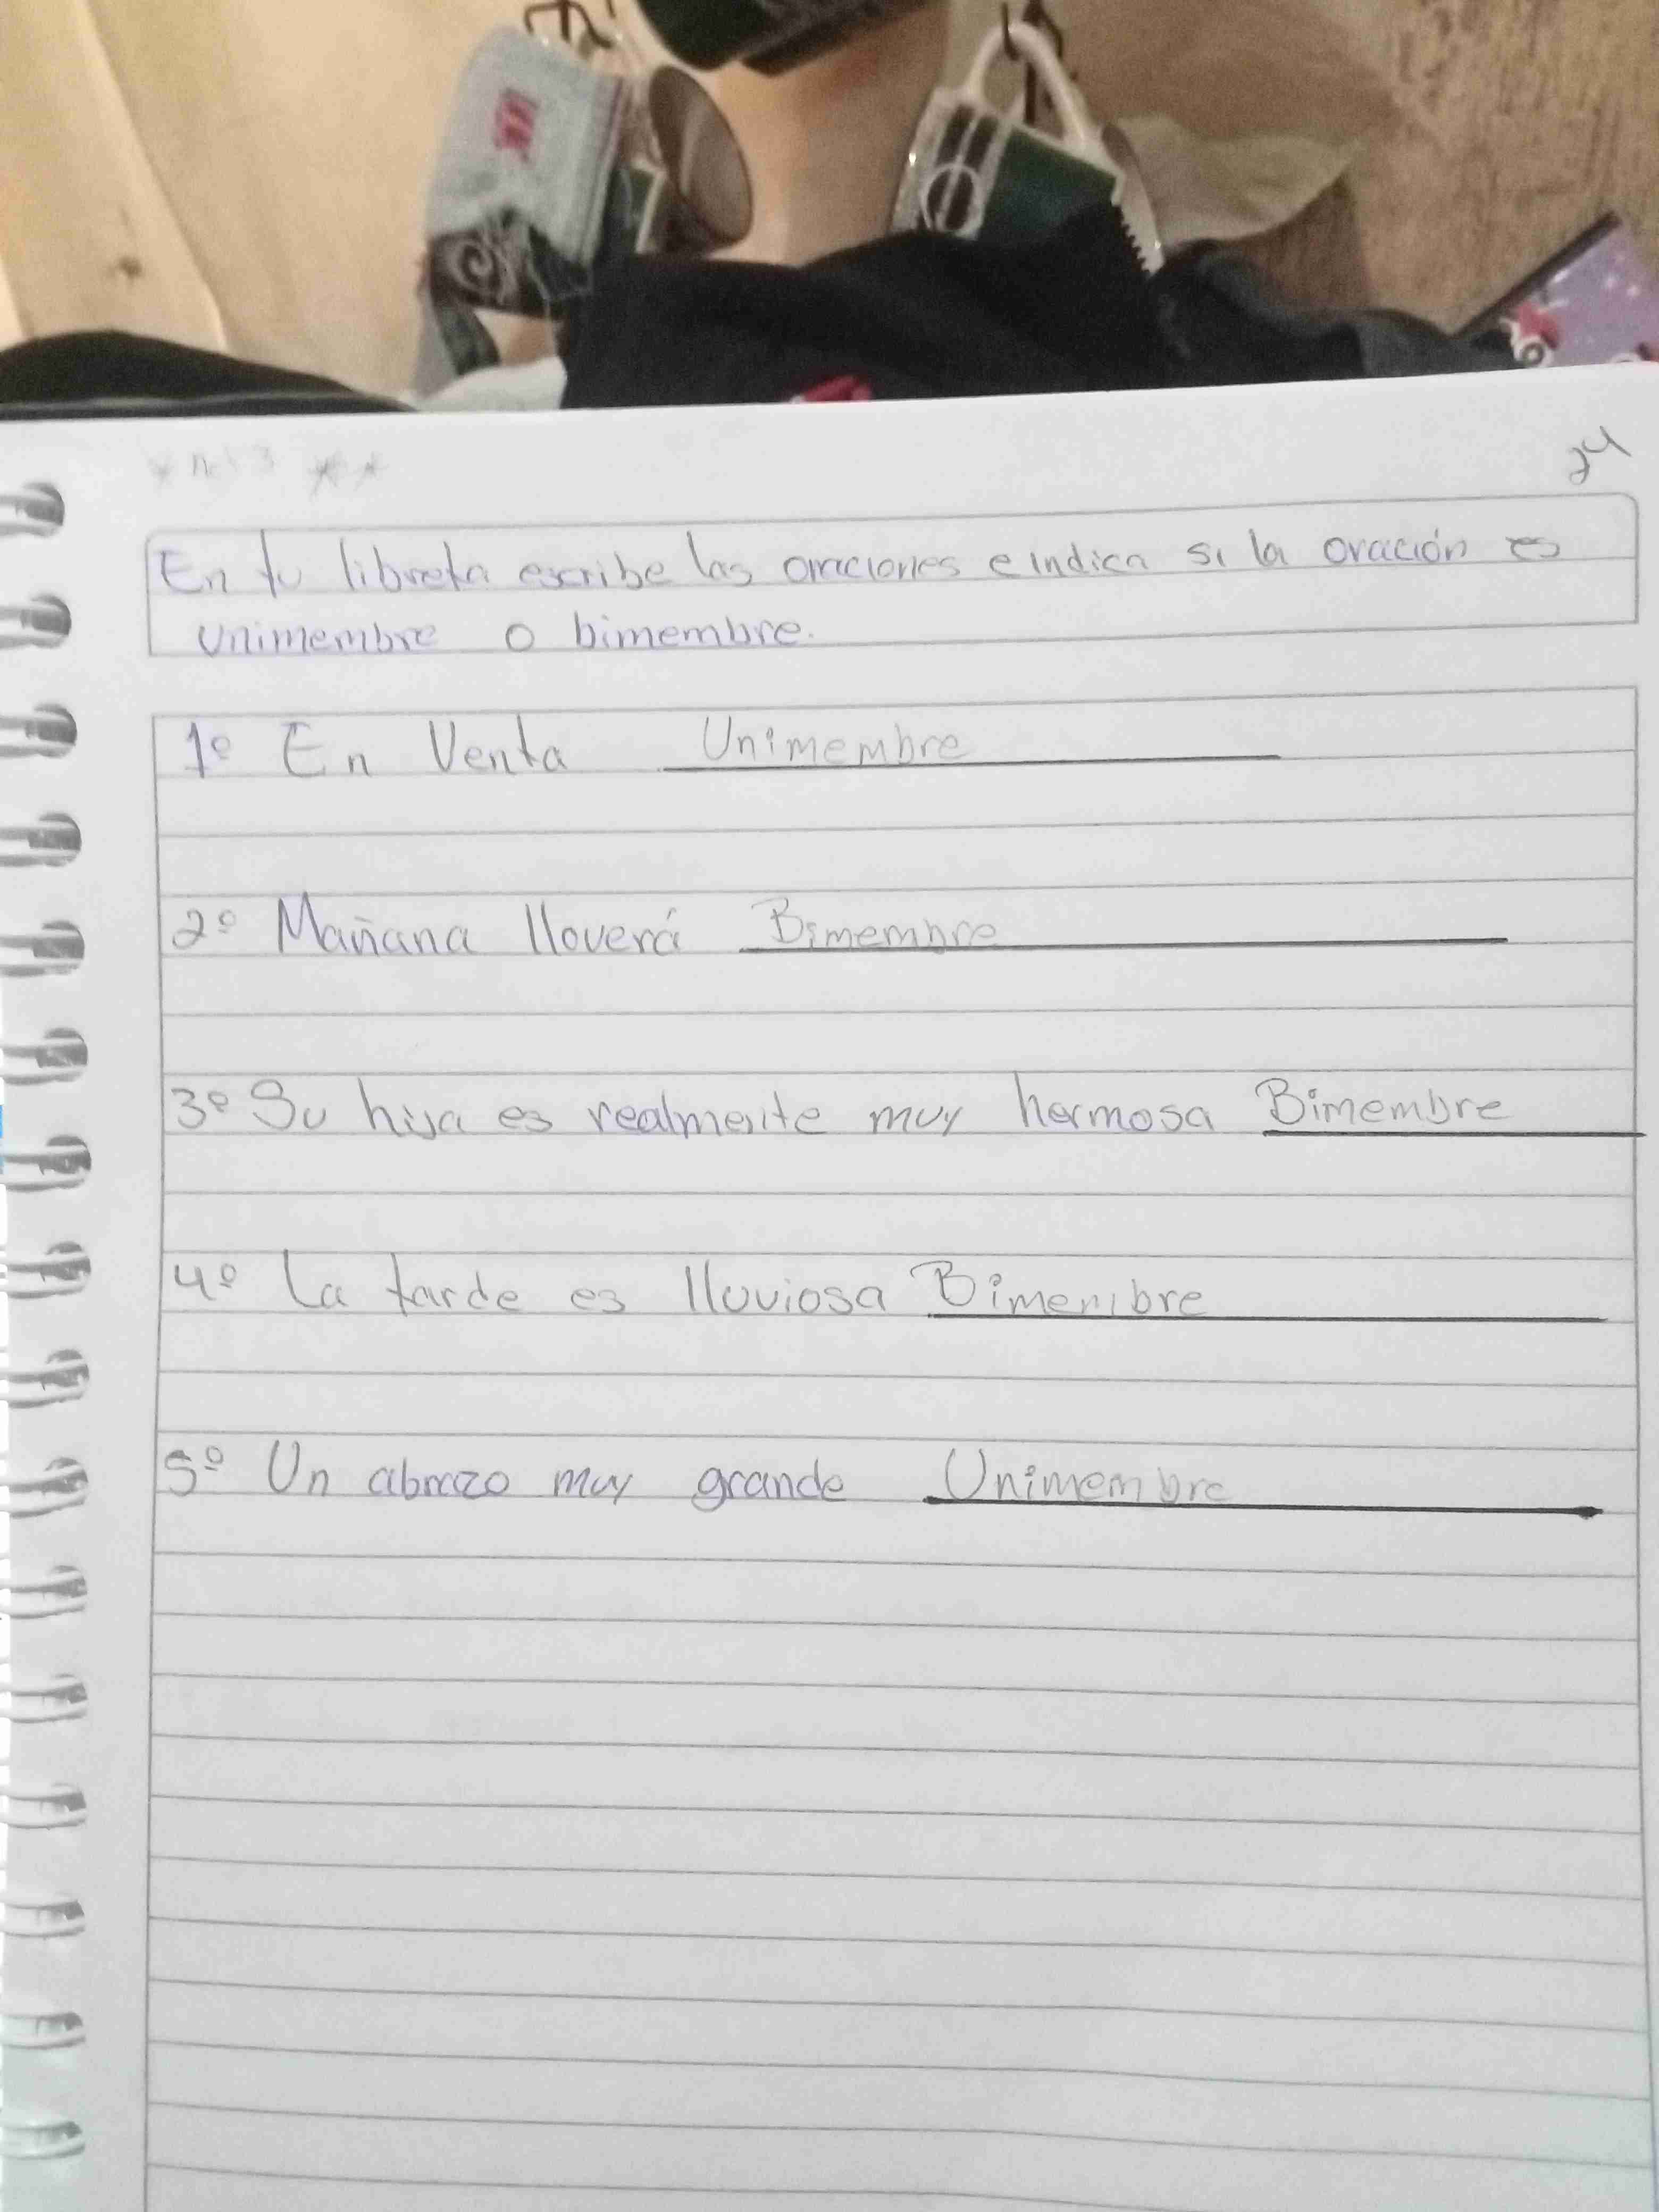 24
En tu libreta escribe las oraciones e indica si la oración es
unimembre o bimembre.
1º En Venta Unimembre
2º Mañana lloverá Bimembre
3º Su hija es realmente muy hermosa Bimembre
4º La tarde es lluviosa Bimembre
5º Un abrazo muy grande Unimembre